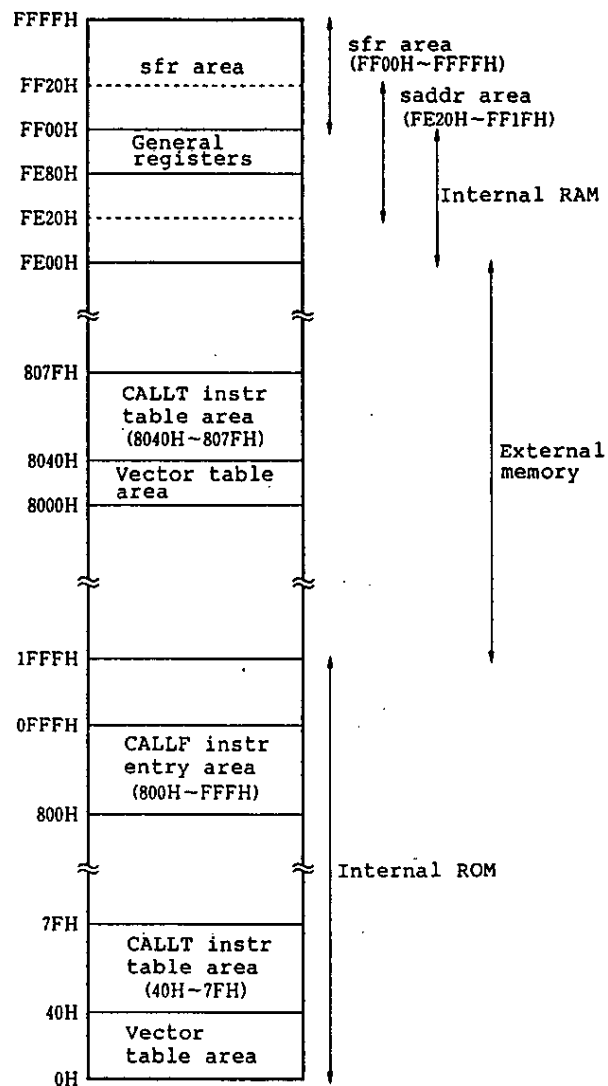 FFFFH
sfr area
(FF00H~FFFFH)
sfr area
FF20H
saddr area
(FE20H~FF1FH)
FF00H
General
registers
FE80H
Internal RAM
FE20H
FE00H
807FH
CALLT instr
table area
(8040H~807FH)
8040H
External
memory
Vector table
area
8000H
1FFFH
0FFFH
CALLF instr
entry area
(800H~FFFH)
800H
Internal ROM
7FH
CALLT instr
table area
(40H~7FH)
40H
Vector
table area
0H